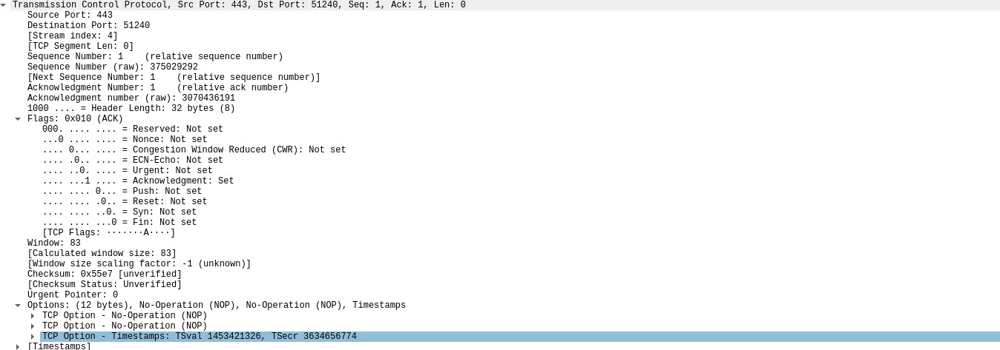 Transmission Control Protocol, Src Port: 443, Dst Port: 51240, Seq: 1, Ack: 1, Len: 0
Source Port: 443
Destination Port: 51240
[Stream index: 4]
[TCP Segment Len: 0]
Sequence Number: 1    (relative sequence number)
Sequence Number (raw): 375029292
[Next Sequence Number: 1    (relative sequence number)]
Acknowledgment Number: 1    (relative ack number)
Acknowledgment number (raw): 3070436191
1000 .... = Header Length: 32 bytes (8)
Flags: 0x010 (ACK)
000. .... .... = Reserved: Not set
...0 .... .... = Nonce: Not set
.... 0... .... = Congestion Window Reduced (CWR): Not set
.... .0.. .... = ECN-Echo: Not set
.... ..0. .... = Urgent: Not set
.... ...1 .... = Acknowledgment: Set
.... .... 0... = Push: Not set
.... .... .0.. = Reset: Not set
.... .... ..0. = Syn: Not set
.... .... ...0 = Fin: Not set
[TCP Flags: ·······A····]
Window: 83
[Calculated window size: 83]
[Window size scaling factor: -1 (unknown)]
Checksum: 0x55e7 [unverified]
[Checksum Status: Unverified]
Urgent Pointer: 0
Options: (12 bytes), No-Operation (NOP), No-Operation (NOP), Timestamps
TCP Option - No-Operation (NOP)
TCP Option - No-Operation (NOP)
TCP Option - Timestamps: TSval 1453421326, TSecr 3634656774
[Timestamps]